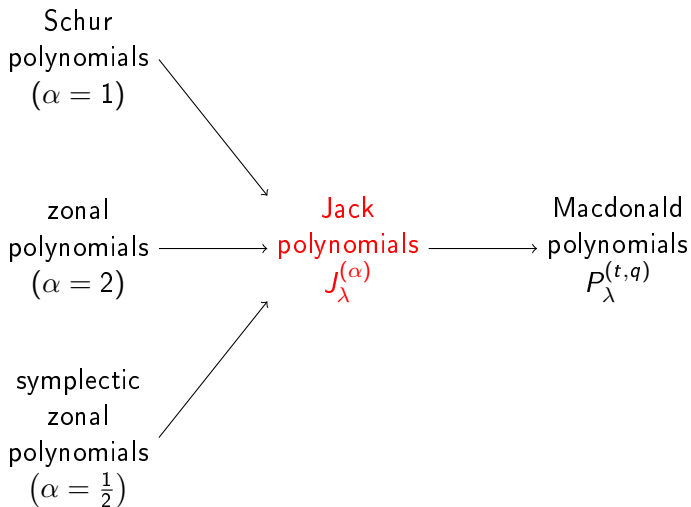 Schur
polynomials
(α = 1)
zonal
polynomials
(α = 2)
symplectic
zonal
polynomials
(α = 1/2)
Jack
polynomials
J_λ^(α)
Macdonald
polynomials
P_λ^(t,q)